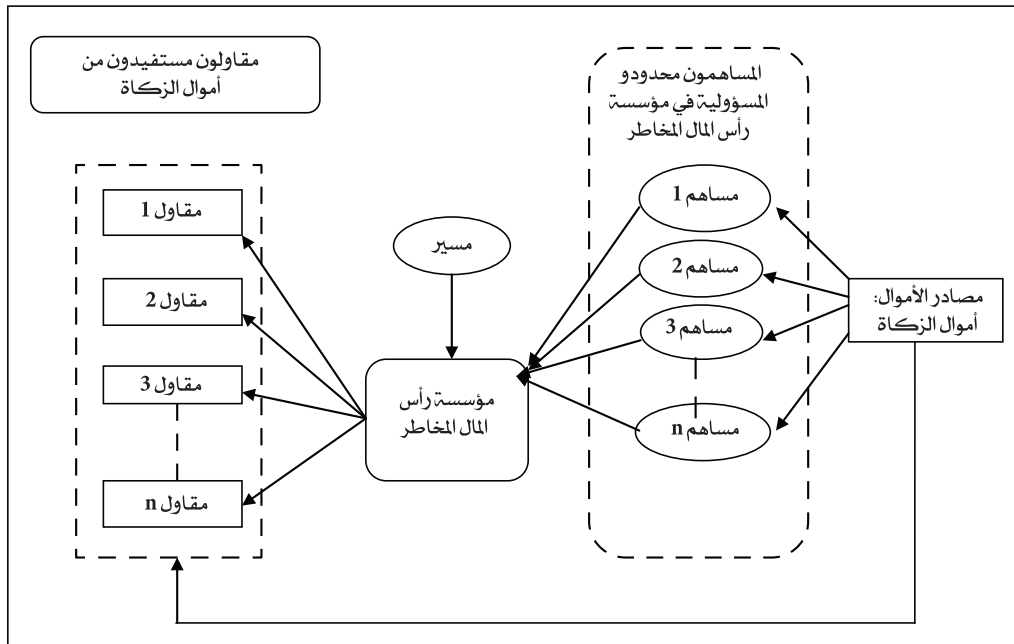 مقاولون مستفيدون من
أموال الزكاة
المساهمون محدودو
المسؤولية في مؤسسة
رأس المال المخاطر
مساهم 1
مساهم 2
مساهم 3
مساهم n
مصادر الأموال:
أموال الزكاة
مسير
مؤسسة رأس
المال المخاطر
مقاول 1
مقاول 2
مقاول 3
مقاول n